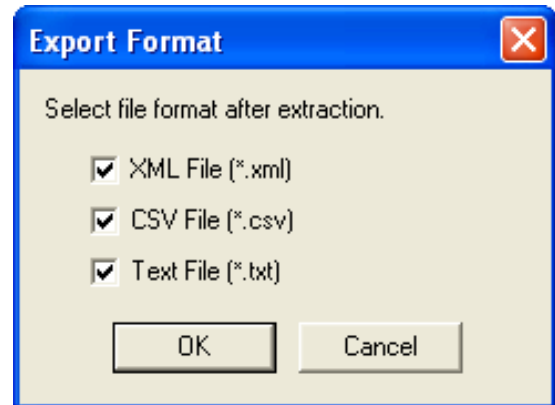 Export Format
Select file format after extraction.
XML File (*.xml)
CSV File (*.csv)
Text File (*.txt)
OK Cancel